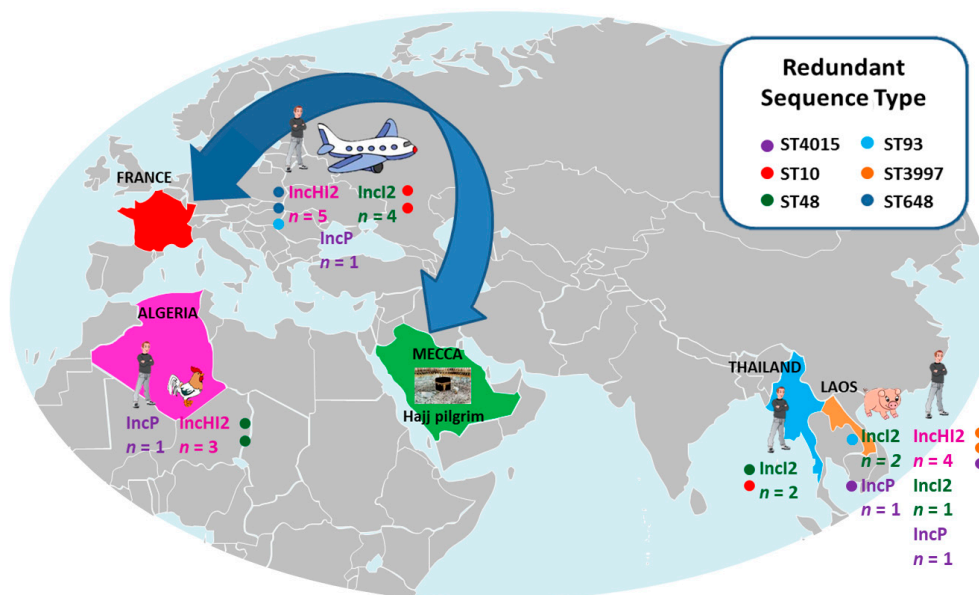 Redundant
Sequence Type
ST4015
ST93
ST10
ST3997
ST48
ST648
FRANCE
IncHI2
n = 5
IncI2
n = 4
IncP
n = 1
ALGERIA
IncP
n = 1
IncHI2
n = 3
MECCA
Hajj pilgrim
THAILAND
IncI2
n = 2
LAOS
IncI2
n = 2
IncP
n = 1
IncHI2
n = 4
IncI2
n = 1
IncP
n = 1